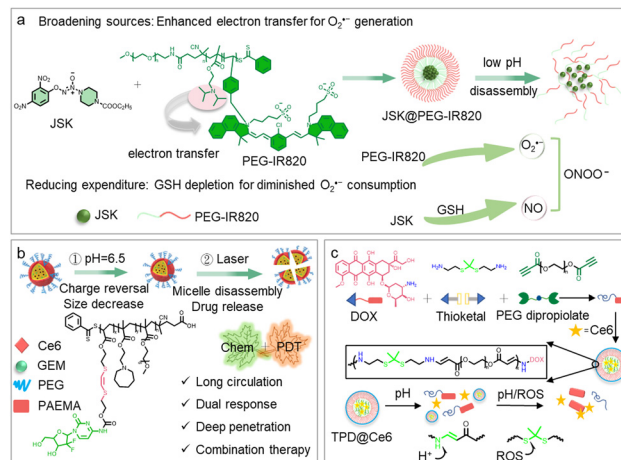 a Broadening sources: Enhanced electron transfer for O₂•⁻ generation
low pH
disassembly
JSK
electron transfer
PEG-IR820
JSK@PEG-IR820
PEG-IR820
O₂•⁻
ONOO⁻
Reducing expenditure: GSH depletion for diminished O₂•⁻ consumption
JSK
PEG-IR820
JSK
GSH
NO
b
① pH=6.5
② Laser
Charge reversal
Size decrease
Micelle disassembly
Drug release
Ce6
GEM
PEG
PAEMA
Chem
PDT
✓ Long circulation
✓ Dual response
✓ Deep penetration
✓ Combination therapy
c
DOX
Thioketal
PEG dipropiolate
=Ce6
DOX
TPD@Ce6
pH
pH/ROS
H⁺
ROS